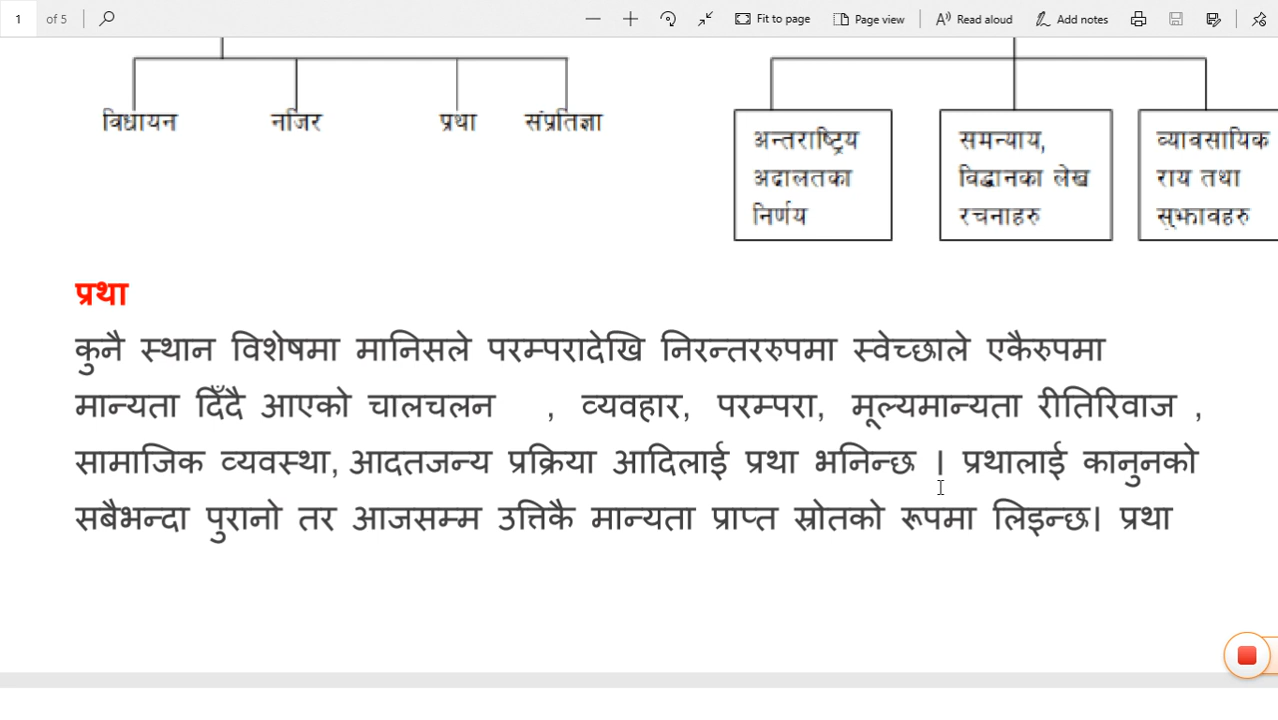 1 of 5 Fit to page Page view Read aloud Add notes
विधायन नजिर प्रथा संप्रतिज्ञा
अन्तराष्ट्रिय
अदालतका
निर्णय
समन्याय,
विद्धानका लेख
रचनाहरु
व्यावसायिक
राय तथा
सुझावहरु
प्रथा
कुनै स्थान विशेषमा मानिसले परम्परादेखि निरन्तररुपमा स्वेच्छाले एकैरुपमा
मान्यता दिँदै आएको चालचलन , व्यवहार, परम्परा, मूल्यमान्यता रीतिरिवाज ,
सामाजिक व्यवस्था, आदतजन्य प्रक्रिया आदिलाई प्रथा भनिन्छ । प्रथालाई कानुनको
सबैभन्दा पुरानो तर आजसम्म उत्तिकै मान्यता प्राप्त स्रोतको रूपमा लिइन्छ। प्रथा